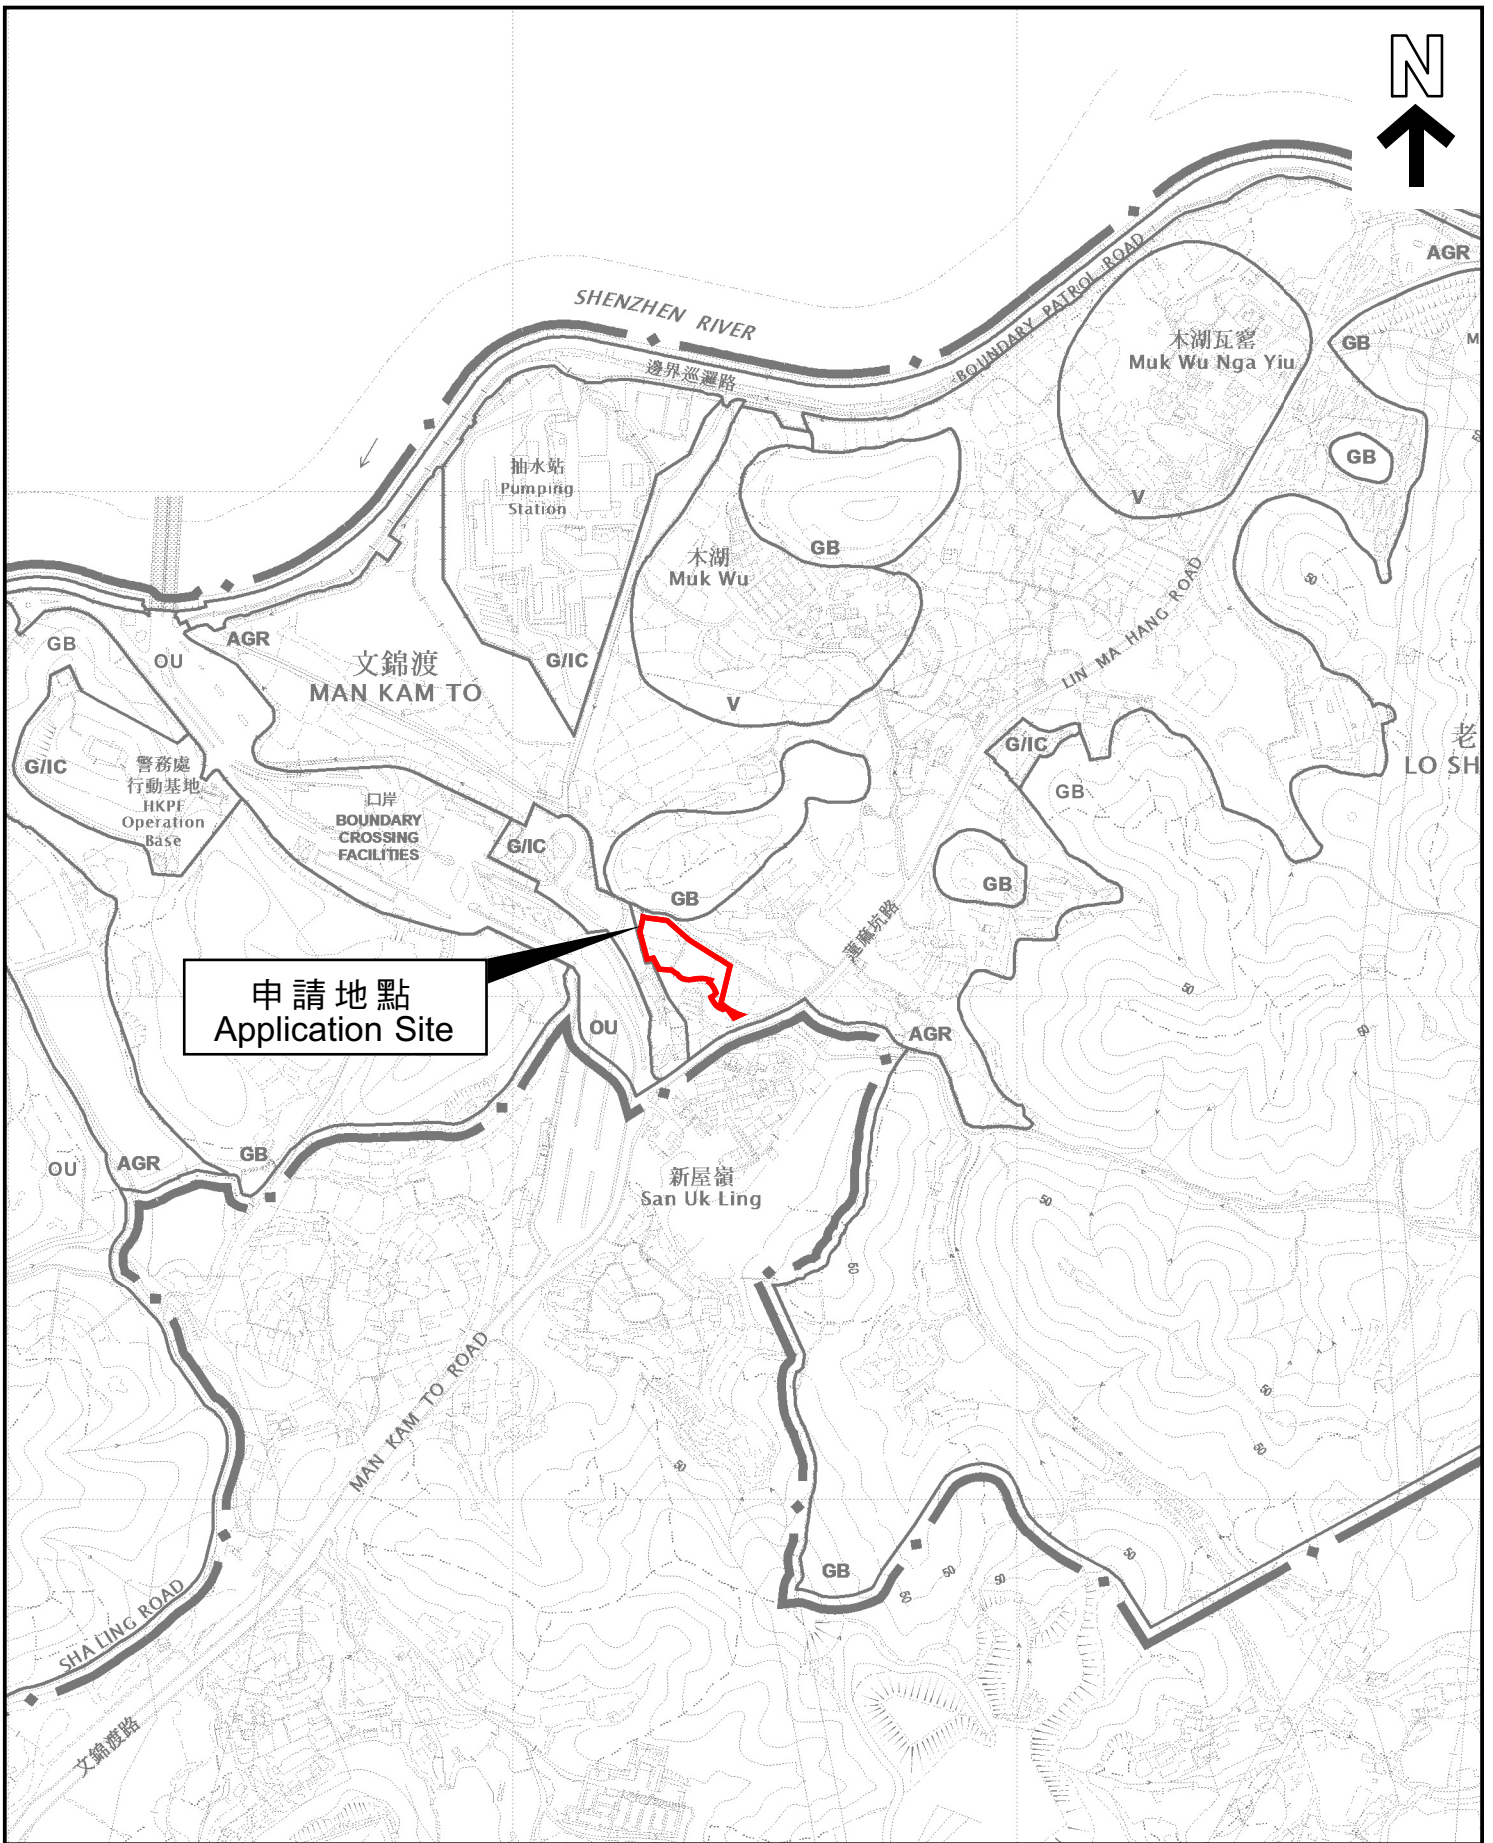 N
AGR
SHENZHEN RIVER
BOUNDARY PATROL ROAD
木湖瓦窰
Muk Wu Nga Yiu
GB
M
邊界巡邏路
50
GB
抽水站
Pumping
Station
V
GB
木湖
Muk Wu
50
LIN MA HANG ROAD
GB
AGR
OU
文錦渡
MAN KAM TO
G/IC
V
G/IC
老
LO SH
G/IC
警務處
行動基地
HKPF
Operation
Base
口岸
BOUNDARY
CROSSING
FACILITIES
GB
G/IC
GB
GB
蓮麻坑路
申請地點
Application Site
50
OU
AGR
50
GB
AGR
OU
新屋嶺
San Uk Ling
50
50
MAN KAM TO ROAD
50
50
50
50
GB
50
50
50
SHA LING ROAD
文錦渡路